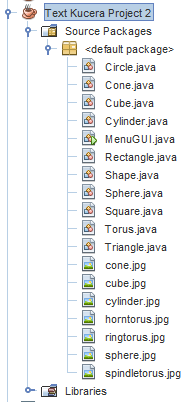 Text Kucera Project 2
Source Packages
<default package>
Circle.java
Cone.java
Cube.java
Cylinder.java
MenuGUI.java
Rectangle.java
Shape.java
Sphere.java
Square.java
Torus.java
Triangle.java
cone.jpg
cube.jpg
cylinder.jpg
horntorus.jpg
ringtorus.jpg
sphere.jpg
spindletorus.jpg
Libraries